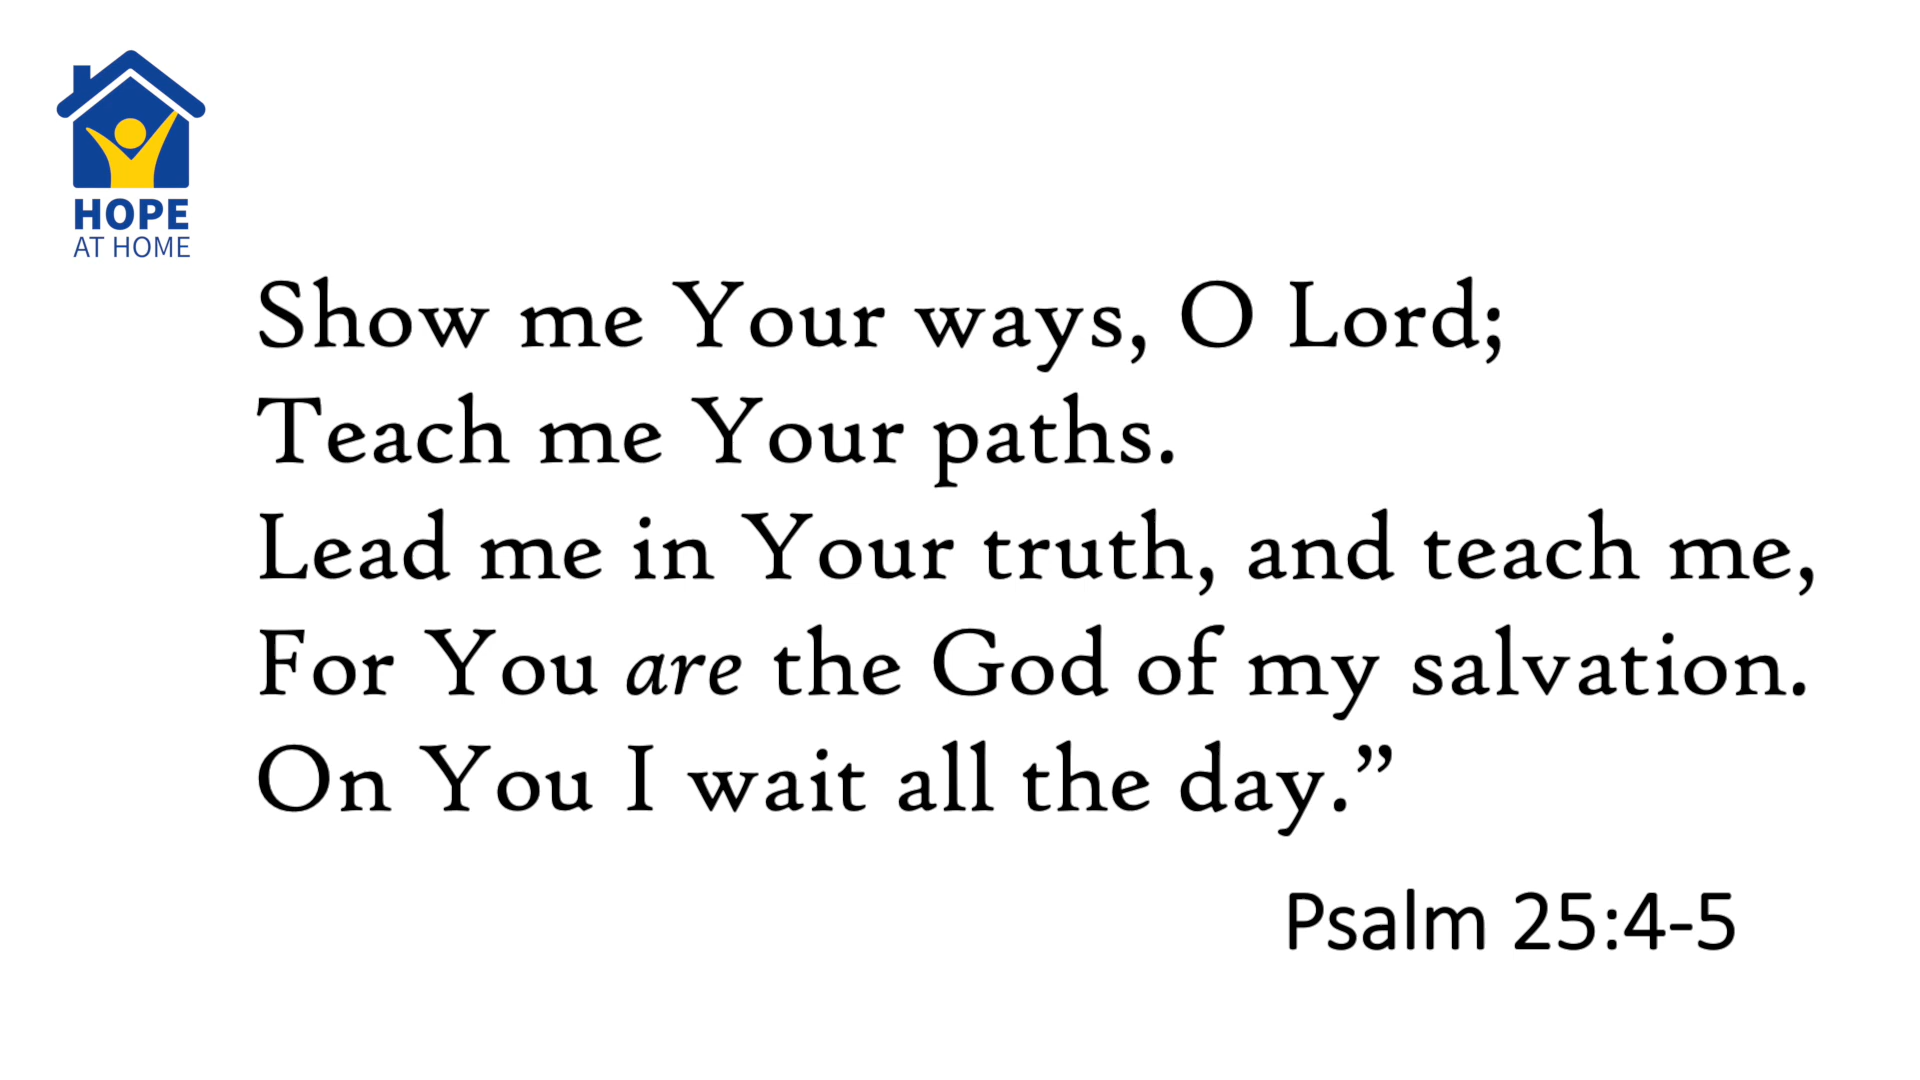 HOPE
AT HOME
Show me Your ways, O Lord;
Teach me Your paths.
Lead me in Your truth, and teach me,
For You are the God of my salvation.
On You I wait all the day.”
Psalm 25:4-5